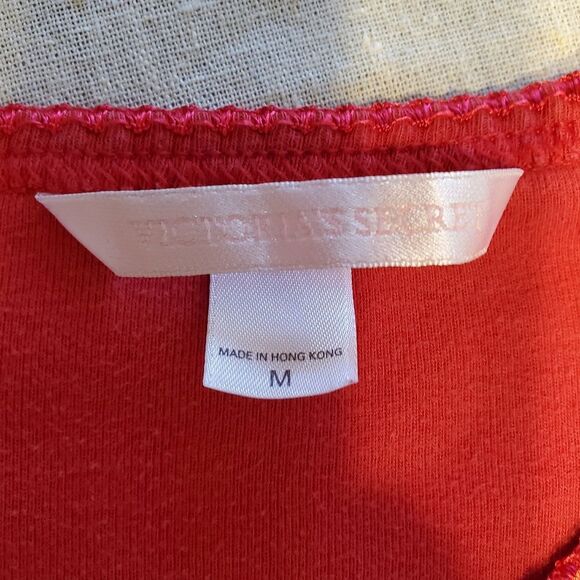 VICTORIA'S SECRET
MADE IN HONG KONG
M